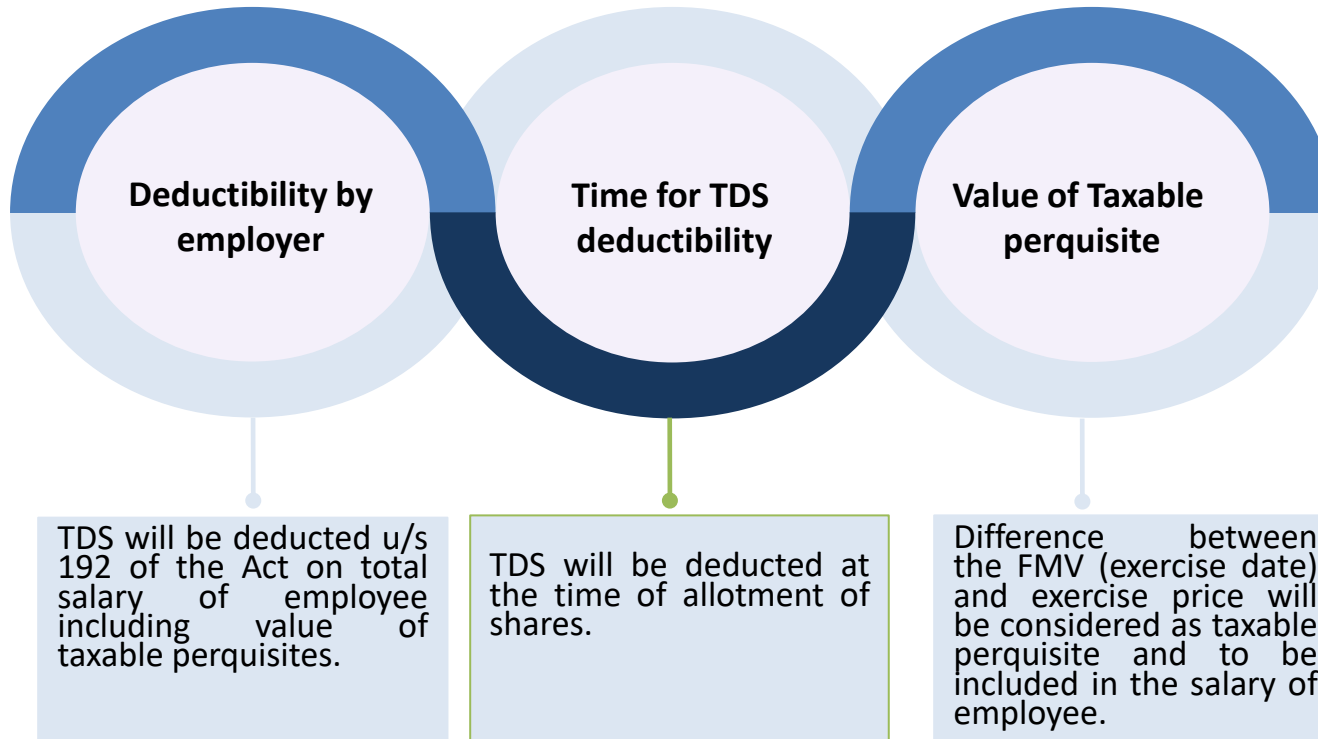 Deductibility by
employer
Time for TDS
deductibility
Value of Taxable
perquisite
TDS will be deducted u/s
192 of the Act on total
salary of employee
including value of
taxable perquisites.
TDS will be deducted at
the time of allotment of
shares.
Difference between
the FMV (exercise date)
and exercise price will
be considered as taxable
perquisite and to be
included in the salary of
employee.